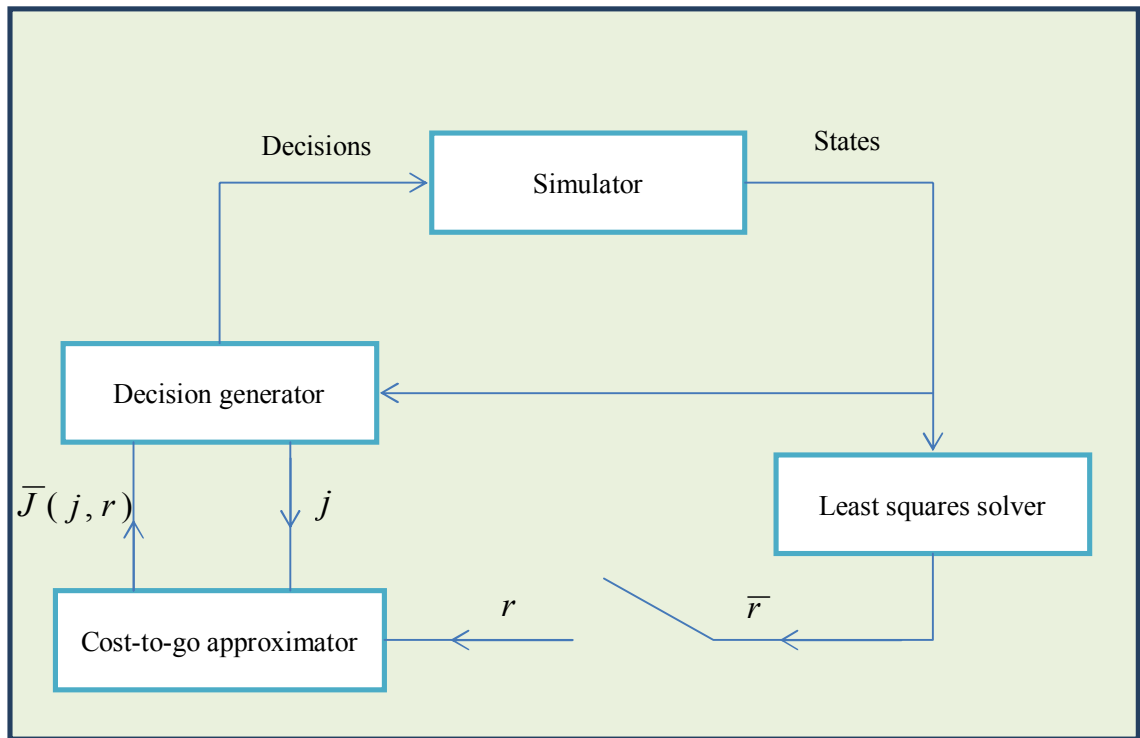 Decisions
States
Simulator
Decision generator
J̅ ( j , r )
j
Least squares solver
r
r̅
Cost-to-go approximator